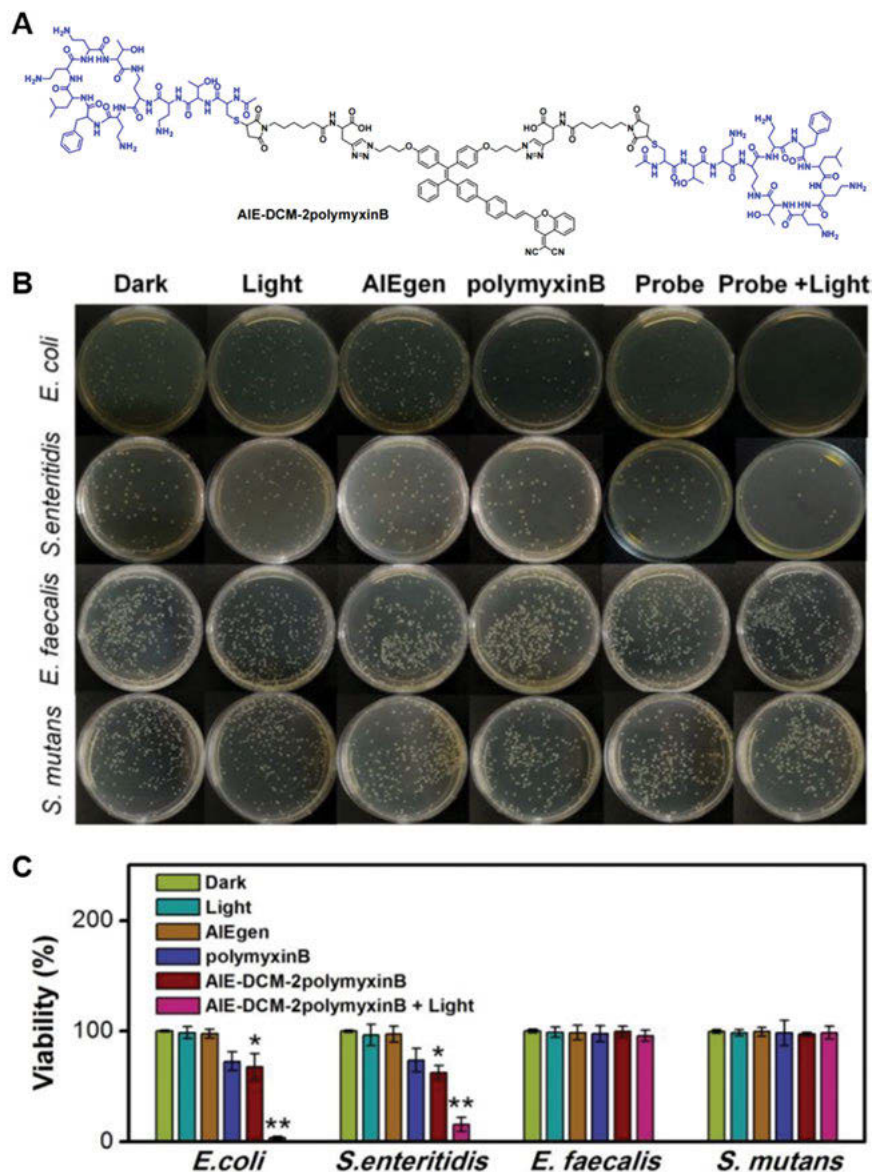 A
AIE-DCM-2polymyxinB
B
Dark Light AIEgen polymyxinB Probe Probe +Light
E. coli
S.enteritidis
E. faecalis
S. mutans
C
Viability (%)
200
100
0
Dark
Light
AIEgen
polymyxinB
AIE-DCM-2polymyxinB
AIE-DCM-2polymyxinB + Light
*
**
*
**
E.coli S.enteritidis E. faecalis S. mutans